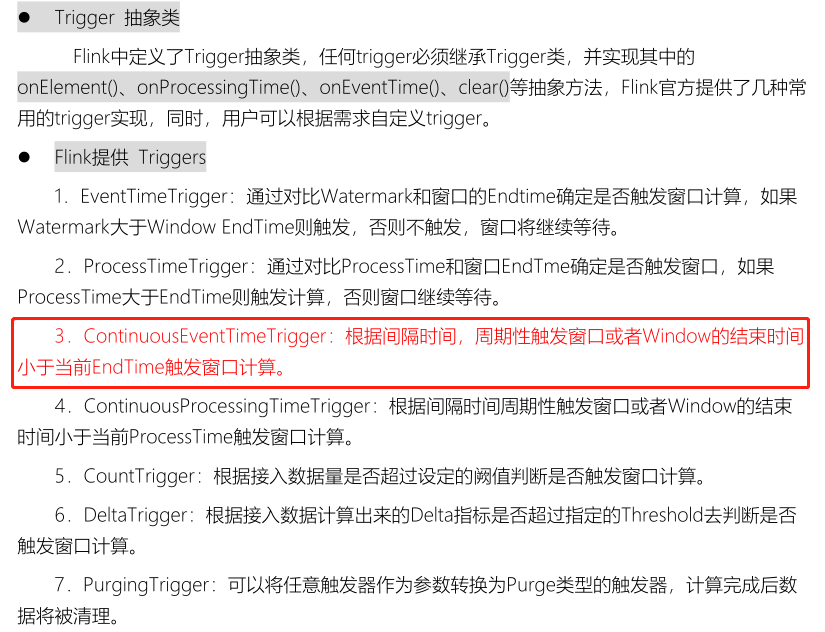 ● Trigger 抽象类
Flink中定义了Trigger抽象类，任何trigger必须继承Trigger类，并实现其中的
onElement()、onProcessingTime()、onEventTime()、clear()等抽象方法，Flink官方提供了几种常
用的trigger实现，同时，用户可以根据需求自定义trigger。
● Flink提供 Triggers
1. EventTimeTrigger：通过对比Watermark和窗口的Endtime确定是否触发窗口计算，如果
Watermark大于Window EndTime则触发，否则不触发，窗口将继续等待。
2. ProcessTimeTrigger：通过对比ProcessTime和窗口EndTme确定是否触发窗口，如果
ProcessTime大于EndTime则触发计算，否则窗口继续等待。
3. ContinuousEventTimeTrigger：根据间隔时间，周期性触发窗口或者Window的结束时间
小于当前EndTime触发窗口计算。
4. ContinuousProcessingTimeTrigger：根据间隔时间周期性触发窗口或者Window的结束
时间小于当前ProcessTime触发窗口计算。
5. CountTrigger：根据接入数据量是否超过设定的阙值判断是否触发窗口计算。
6. DeltaTrigger：根据接入数据计算出来的Delta指标是否超过指定的Threshold去判断是否
触发窗口计算。
7. PurgingTrigger：可以将任意触发器作为参数转换为Purge类型的触发器，计算完成后数
据将被清理。